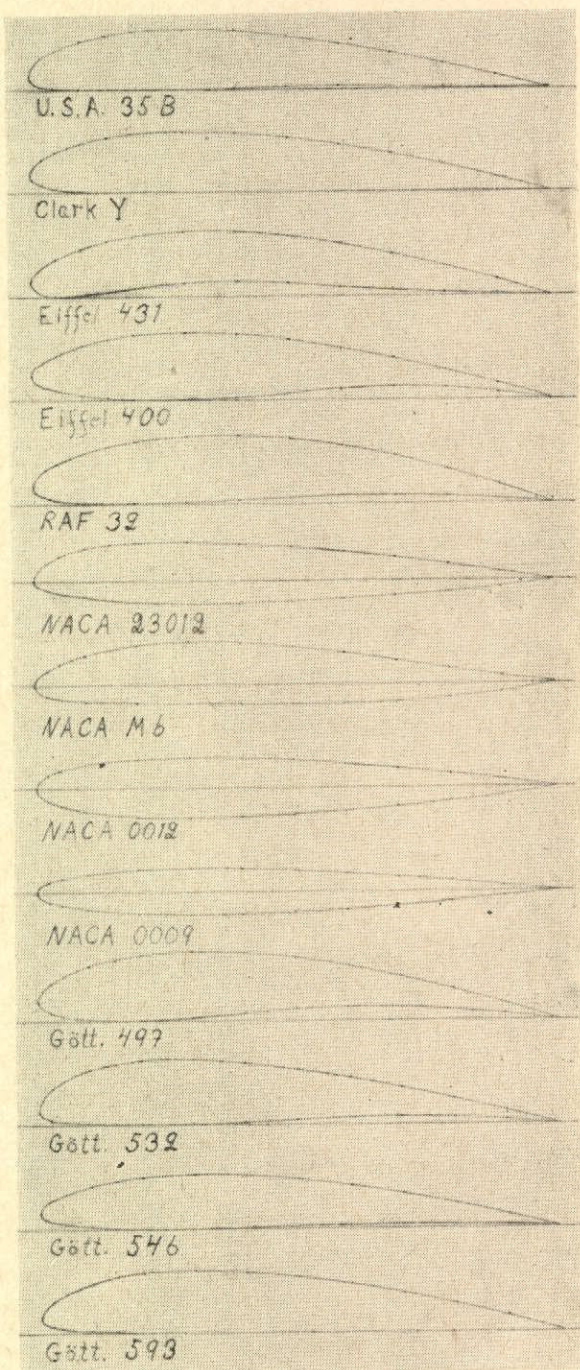 U.S.A. 35B
Clark Y
Eiffel 431
Eiffel 400
RAF 32
NACA 23012
NACA M6
NACA 0012
NACA 0009
Gött. 497
Gött. 532
Gött. 546
Gött. 593